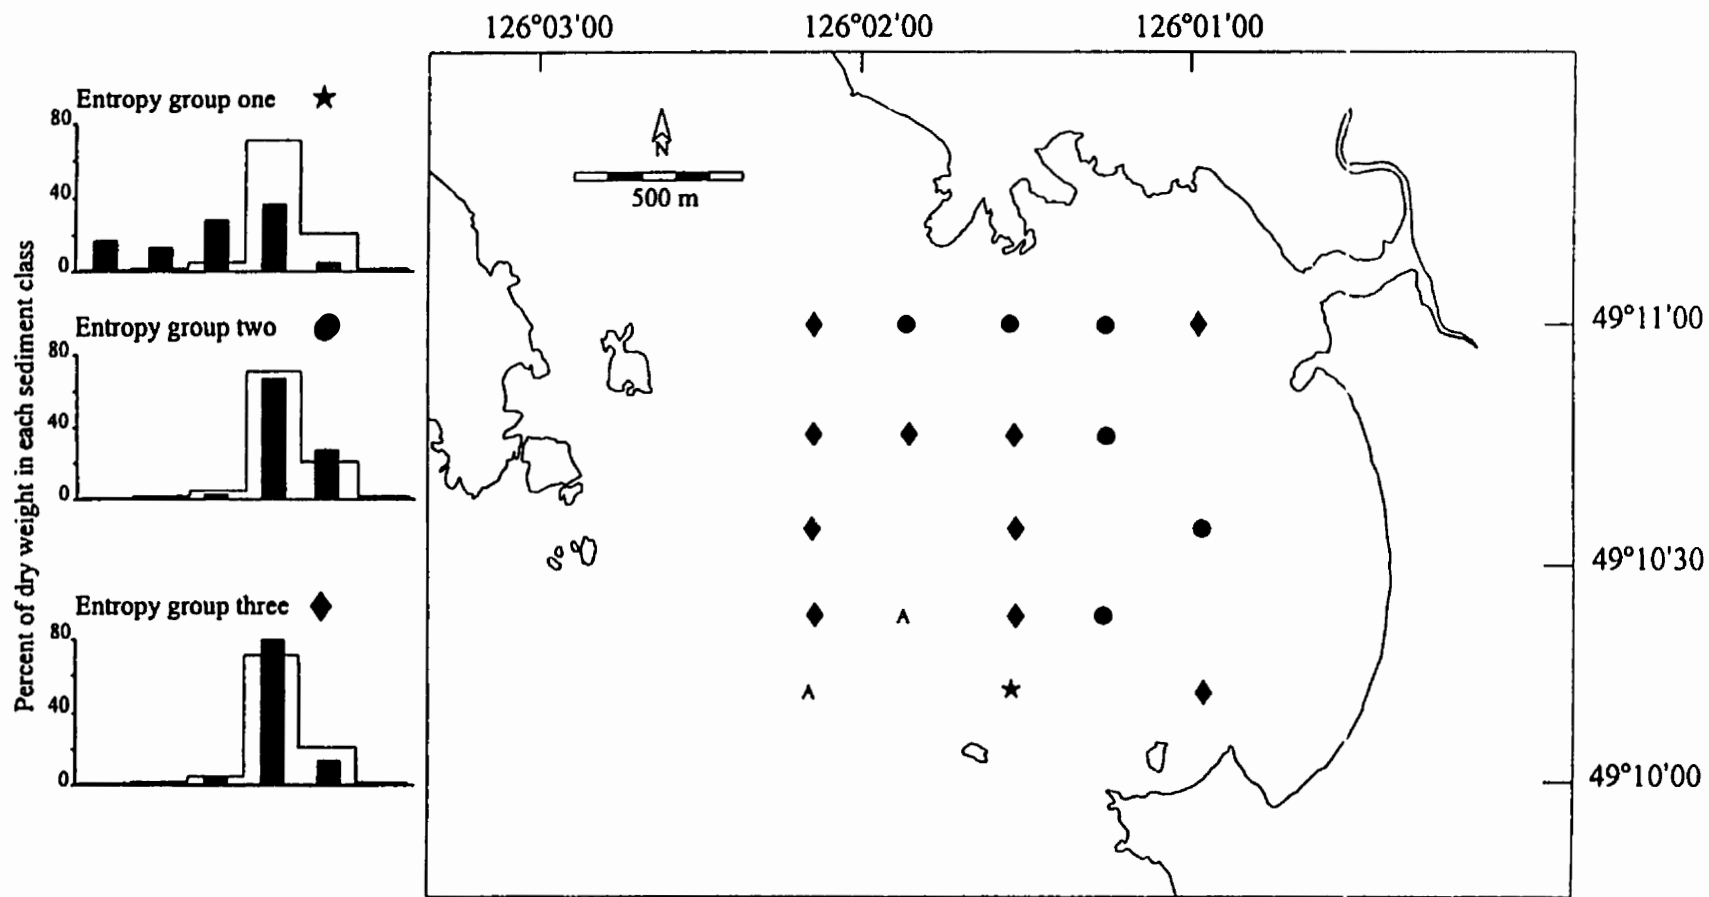 126°03'00 126°02'00 126°01'00
Entropy group one
80
40
0
Entropy group two
80
40
0
Entropy group three
80
40
0
Percent of dry weight in each sediment class
N
500 m
49°11'00
49°10'30
49°10'00
A
A